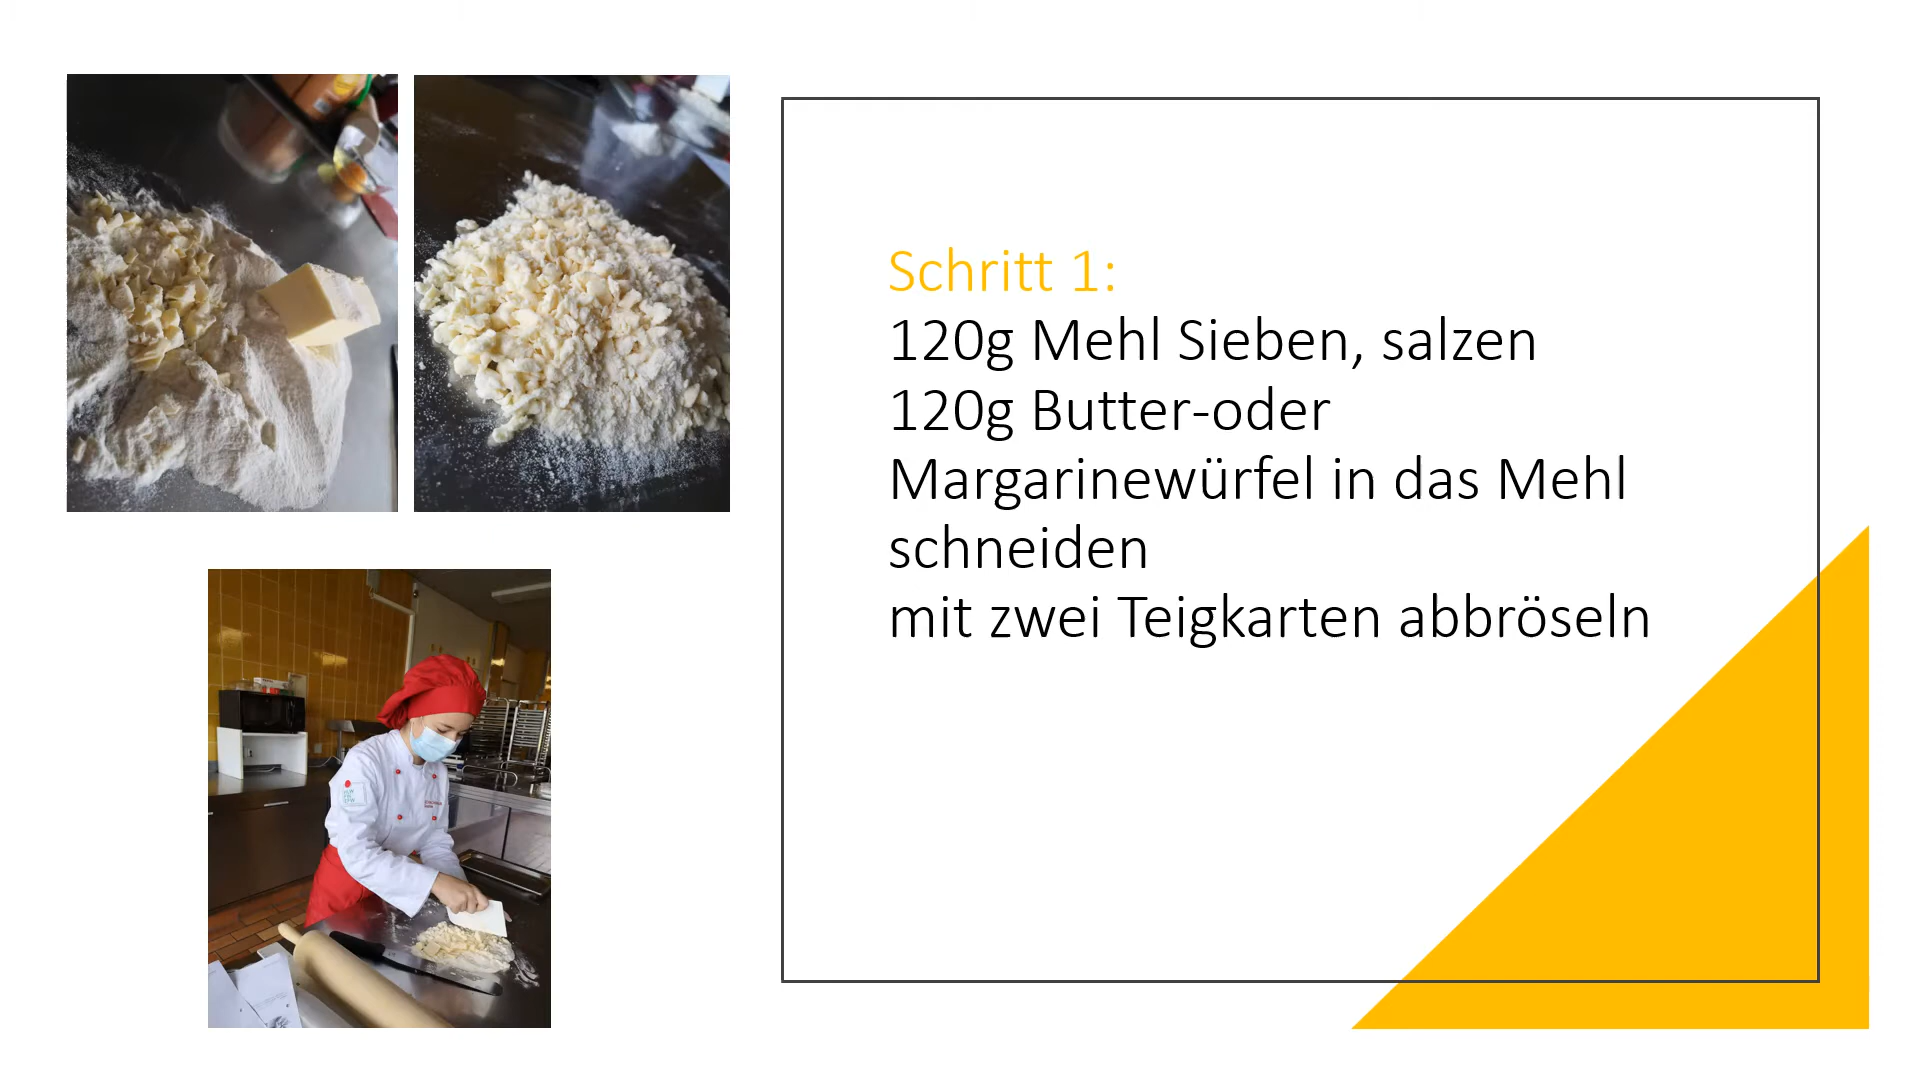 Schritt 1:
120g Mehl Sieben, salzen
120g Butter-oder
Margarinewürfel in das Mehl
schneiden
mit zwei Teigkarten abbröseln